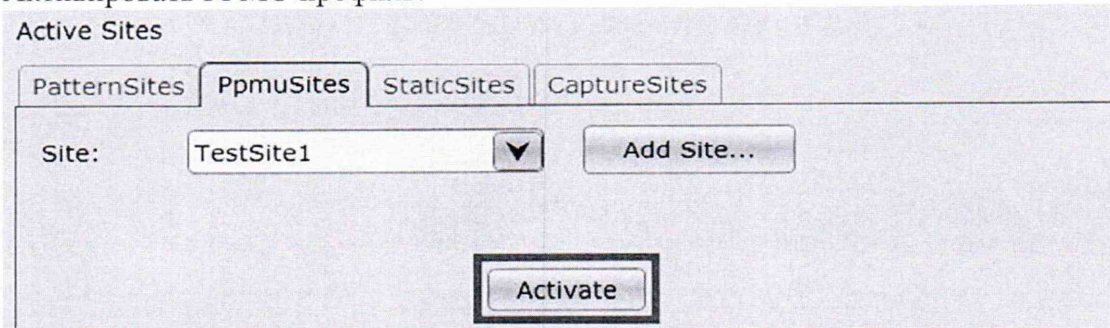 Active Sites
PatternSites PpmuSites StaticSites CaptureSites
Site: TestSite1 Add Site...
Activate